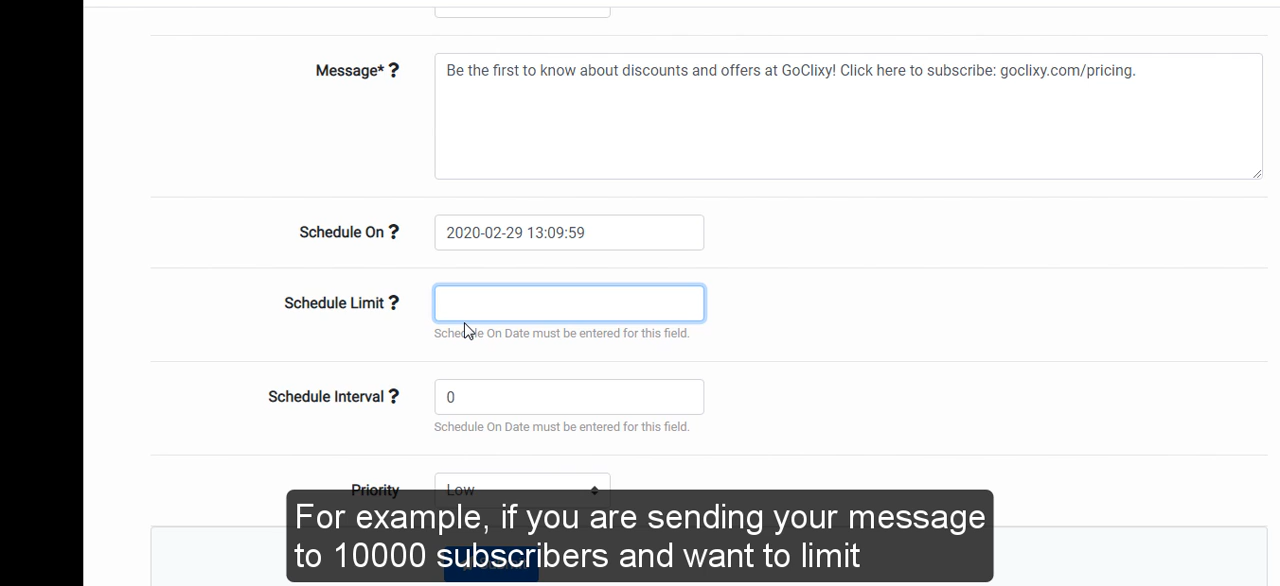 Message* ?
Be the first to know about discounts and offers at GoClixy! Click here to subscribe: goclixy.com/pricing.
Schedule On ?
2020-02-29 13:09:59
Schedule Limit ?
Schedule On Date must be entered for this field.
Schedule Interval ?
0
Schedule On Date must be entered for this field.
Priority
Low
For example, if you are sending your message
to 10000 subscribers and want to limit